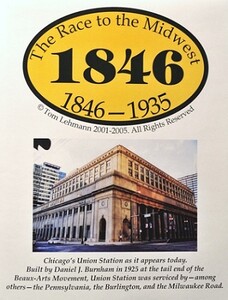 The Race to the Midwest
1846
1846—1935
©Tom Lehmann 2001-2005. All Rights Reserved
Chicago's Union Station as it appears today.
Built by Daniel J. Burnham in 1925 at the tail end of the
Beaux-Arts Movement, Union Station was serviced by—among
others—the Pennsylvania, the Burlington, and the Milwaukee Road.